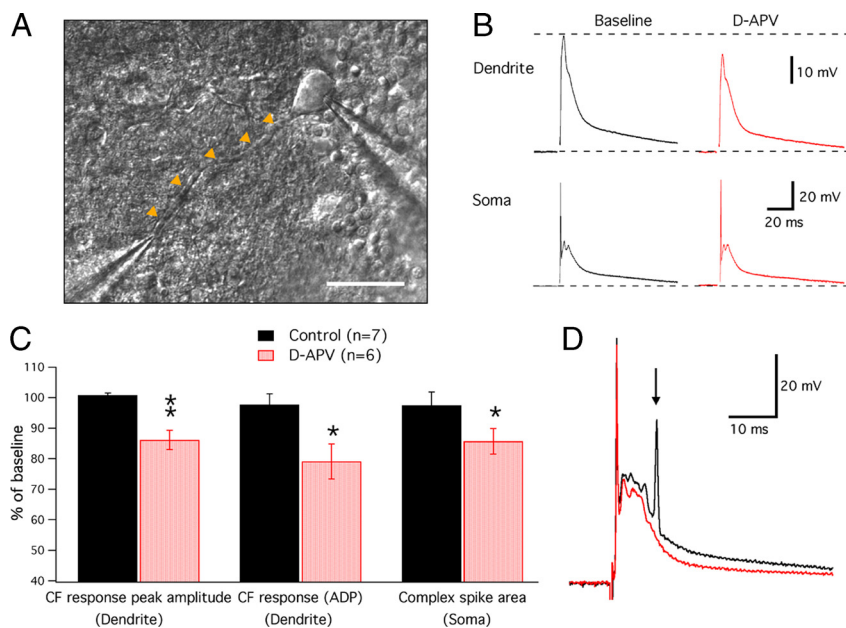 A
B
Baseline
D-APV
Dendrite
10 mV
Soma
20 mV
20 ms
C
Control (n=7)
D-APV (n=6)
110
100
90
80
70
60
50
40
% of baseline
**
*
*
CF response peak amplitude
(Dendrite)
CF response (ADP)
(Dendrite)
Complex spike area
(Soma)
D
20 mV
10 ms